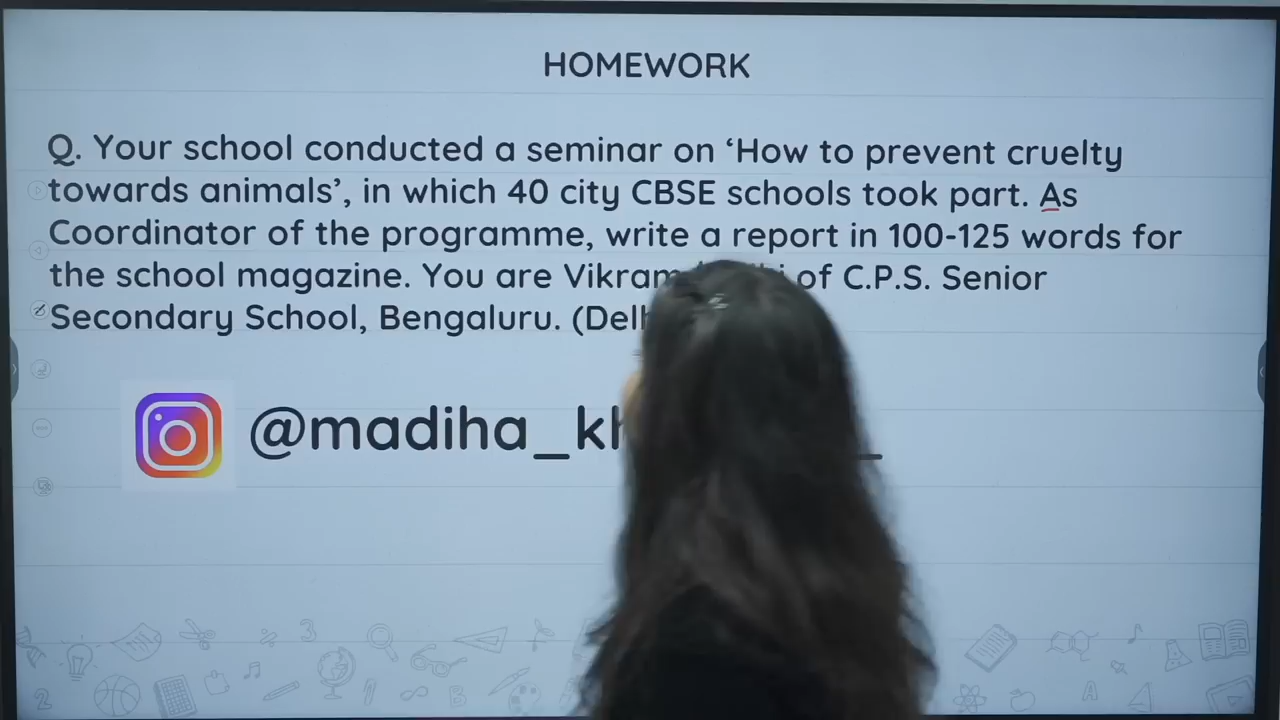 HOMEWORK
Q. Your school conducted a seminar on ‘How to prevent cruelty
towards animals’, in which 40 city CBSE schools took part. As
Coordinator of the programme, write a report in 100-125 words for
the school magazine. You are Vikram of C.P.S. Senior
Secondary School, Bengaluru.
@madiha_